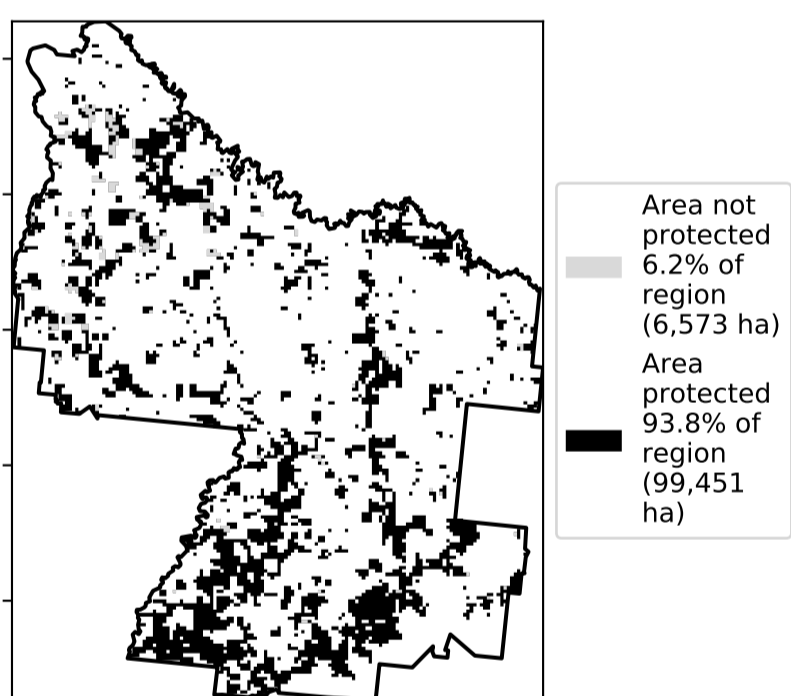 Area not
protected
6.2% of
region
(6,573 ha)
Area
protected
93.8% of
region
(99,451
ha)